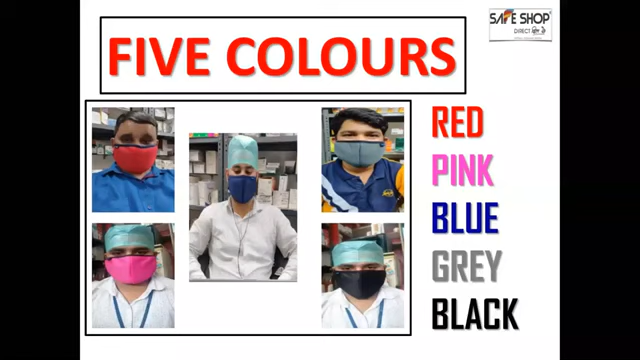 SAFE SHOP
DIRECT
FIVE COLOURS
RED
PINK
BLUE
GREY
BLACK